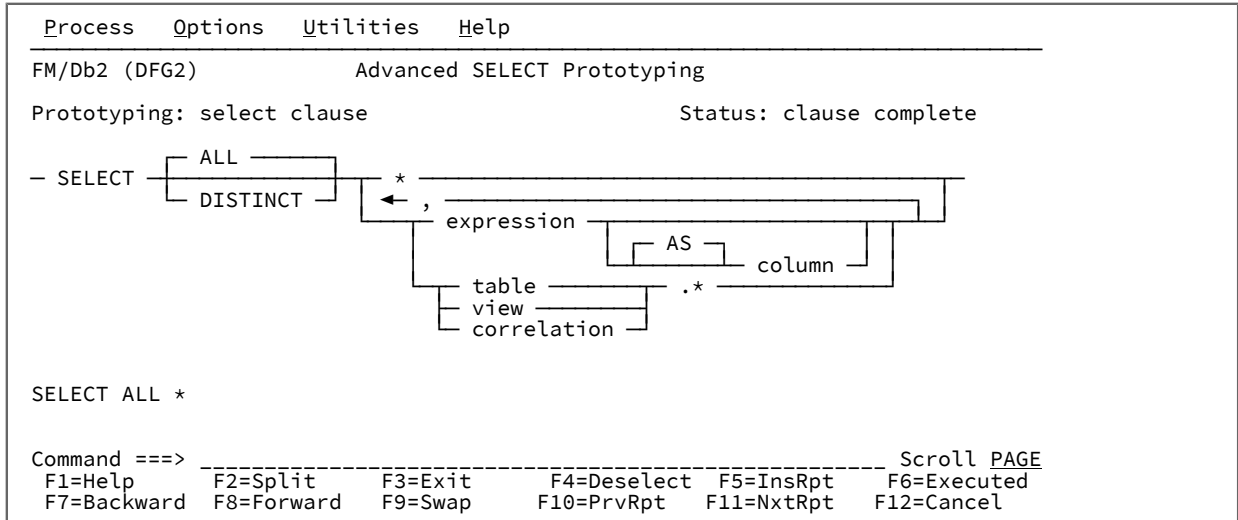 Process Options Utilities Help
FM/Db2 (DFG2) Advanced SELECT Prototyping
Prototyping: select clause Status: clause complete
ALL
SELECT *
DISTINCT ,
expression
AS
column
table .*
view
correlation
SELECT ALL *
Command ===> _____________________________________________________ Scroll PAGE
F1=Help F2=Split F3=Exit F4=Deselect F5=InsRpt F6=Executed
F7=Backward F8=Forward F9=Swap F10=PrvRpt F11=NxtRpt F12=Cancel